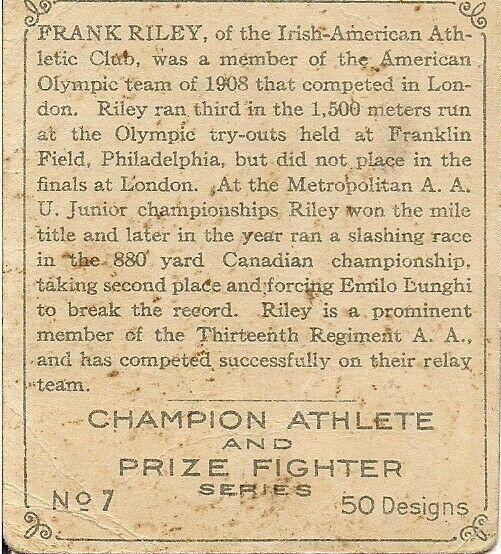 FRANK RILEY, of the Irish-American Ath-
letic Club, was a member of the American
Olympic team of 1908 that competed in Lon-
don. Riley ran third in the 1,500 meters run
at the Olympic try-outs held at Franklin
Field, Philadelphia, but did not place in the
finals at London. At the Metropolitan A. A.
U. Junior championships Riley won the mile
title and later in the year ran a slashing race
in the 880 yard Canadian championship,
taking second place and forcing Emilo Lunghi
to break the record. Riley is a prominent
member of the Thirteenth Regiment A. A.,
and has competed successfully on their relay
team.
CHAMPION ATHLETE
AND
PRIZE FIGHTER
SERIES
No 7 50 Designs